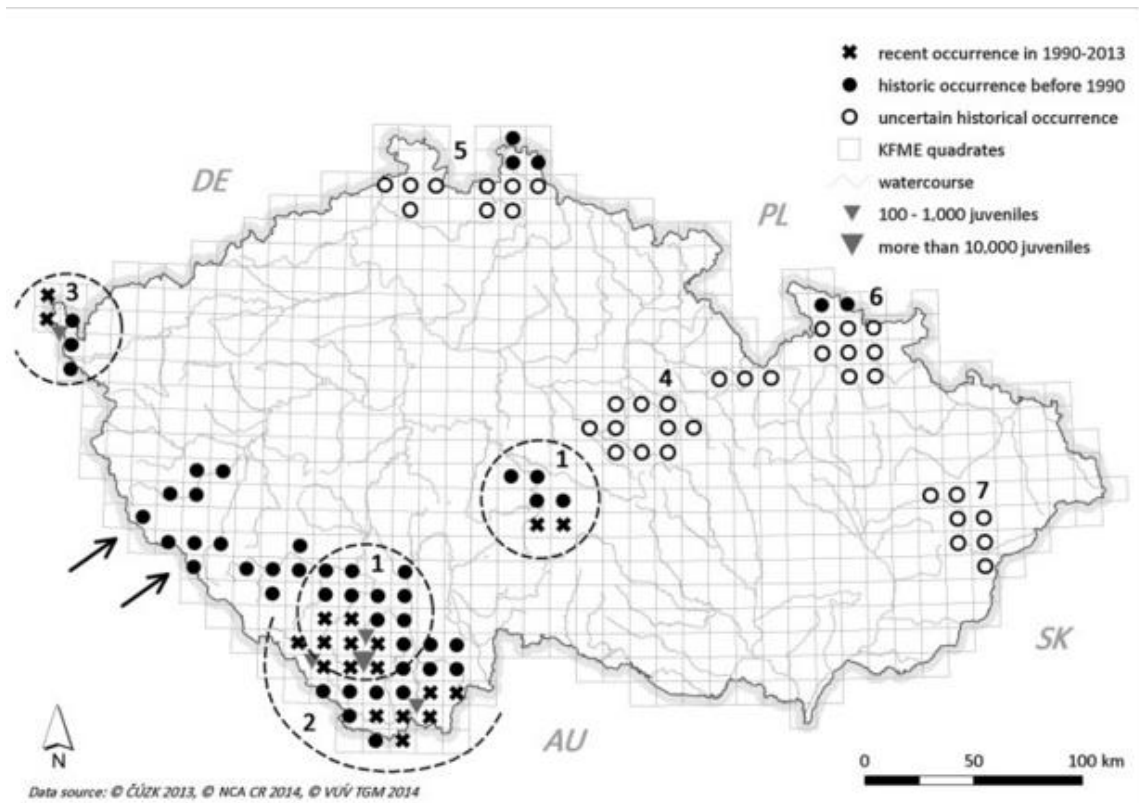 recent occurrence in 1990-2013
historic occurrence before 1990
uncertain historical occurrence
KFME quadrates
watercourse
100 - 1,000 juveniles
more than 10,000 juveniles
DE
5
PL
3
6
4
1
7
1
2
SK
AU
N
0 50 100 km
Data source: © ČÚZK 2013, © NCA CR 2014, © VUV TGM 2014